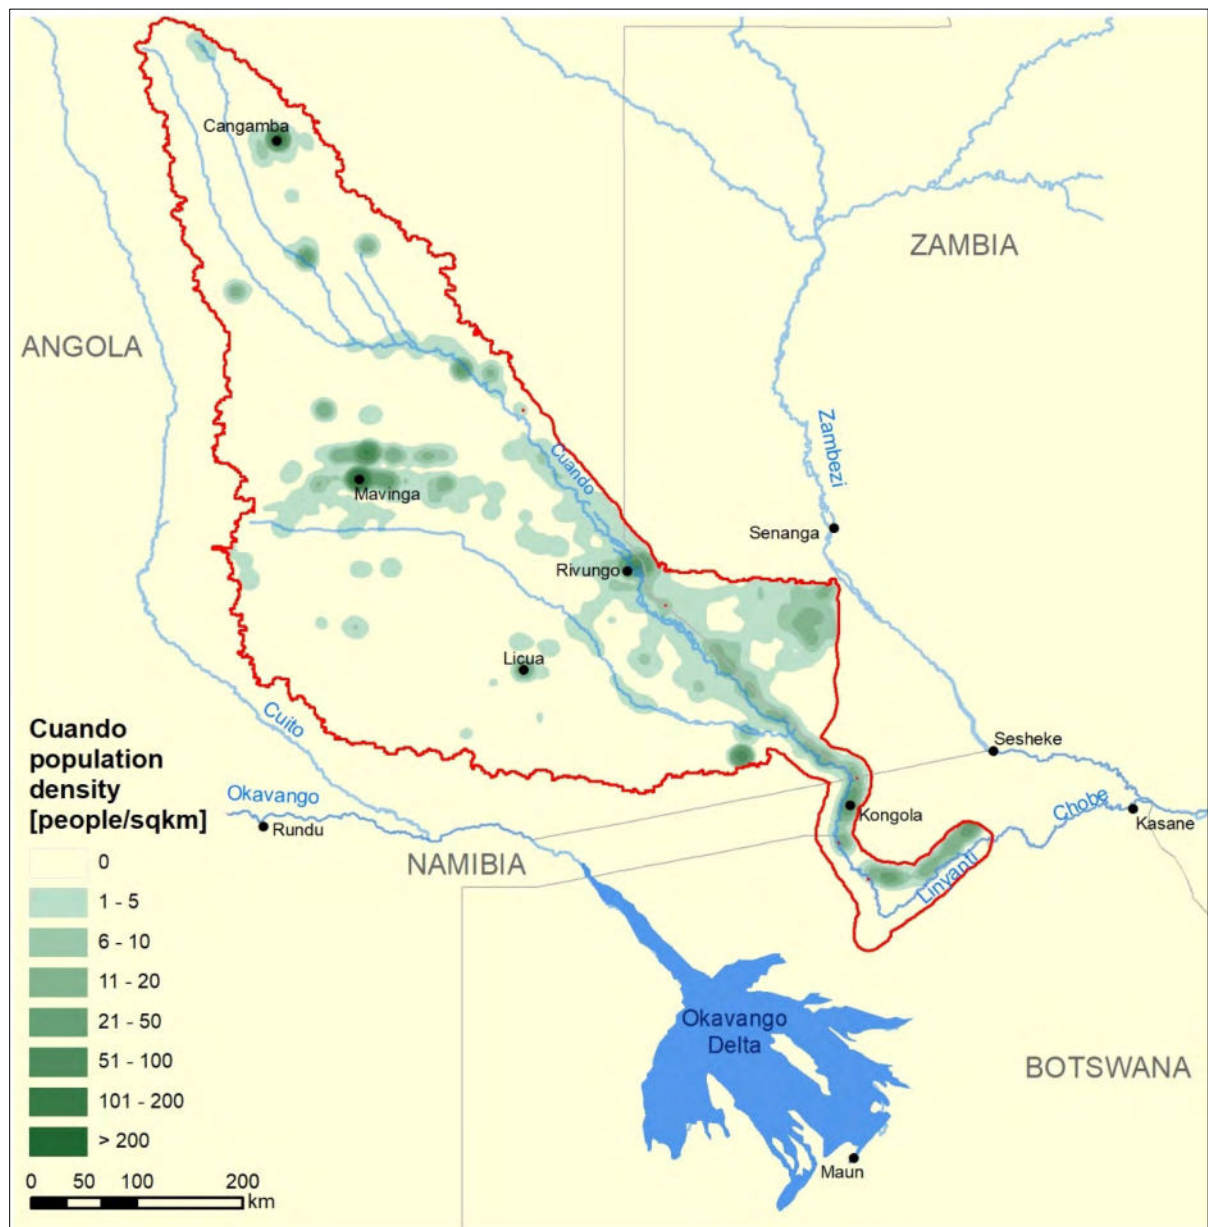 Cangamba
ZAMBIA
ANGOLA
Cuando
Zambezi
Mavinga
Senanga
Rivungo
Licua
Cuito
Sesheke
Okavango
Rundu
Kongola
Chobe
Kasane
NAMIBIA
Linyanti
Okavango
Delta
BOTSWANA
Maun
Cuando
population
density
[people/sqkm]
0
1 - 5
6 - 10
11 - 20
21 - 50
51 - 100
101 - 200
> 200
0 50 100 200
km